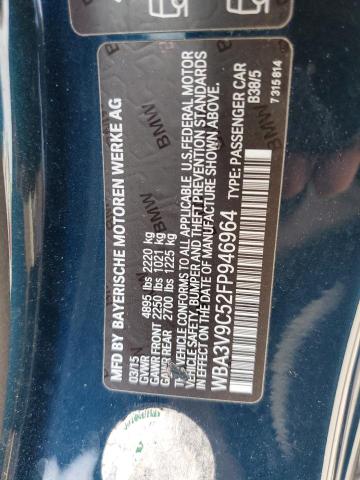 MFD BY BAYERISCHE MOTOREN WERKE AG
03/15
GVWR 4895 lbs 2220 kg
GAWR FRONT 2250 lbs 1021 kg
GAWR REAR 2700 lbs 1225 kg
VEHICLE CONFORMS TO ALL APPLICABLE U.S. FEDERAL MOTOR
VEHICLE SAFETY, BUMPER, AND THEFT PREVENTION STANDARDS
IN EFFECT ON THE DATE OF MANUFACTURE SHOWN ABOVE.
WBA3V9C52FP946964 TYPE: PASSENGER CAR
B38/5
7 315 814
BMW
BMW
BMW